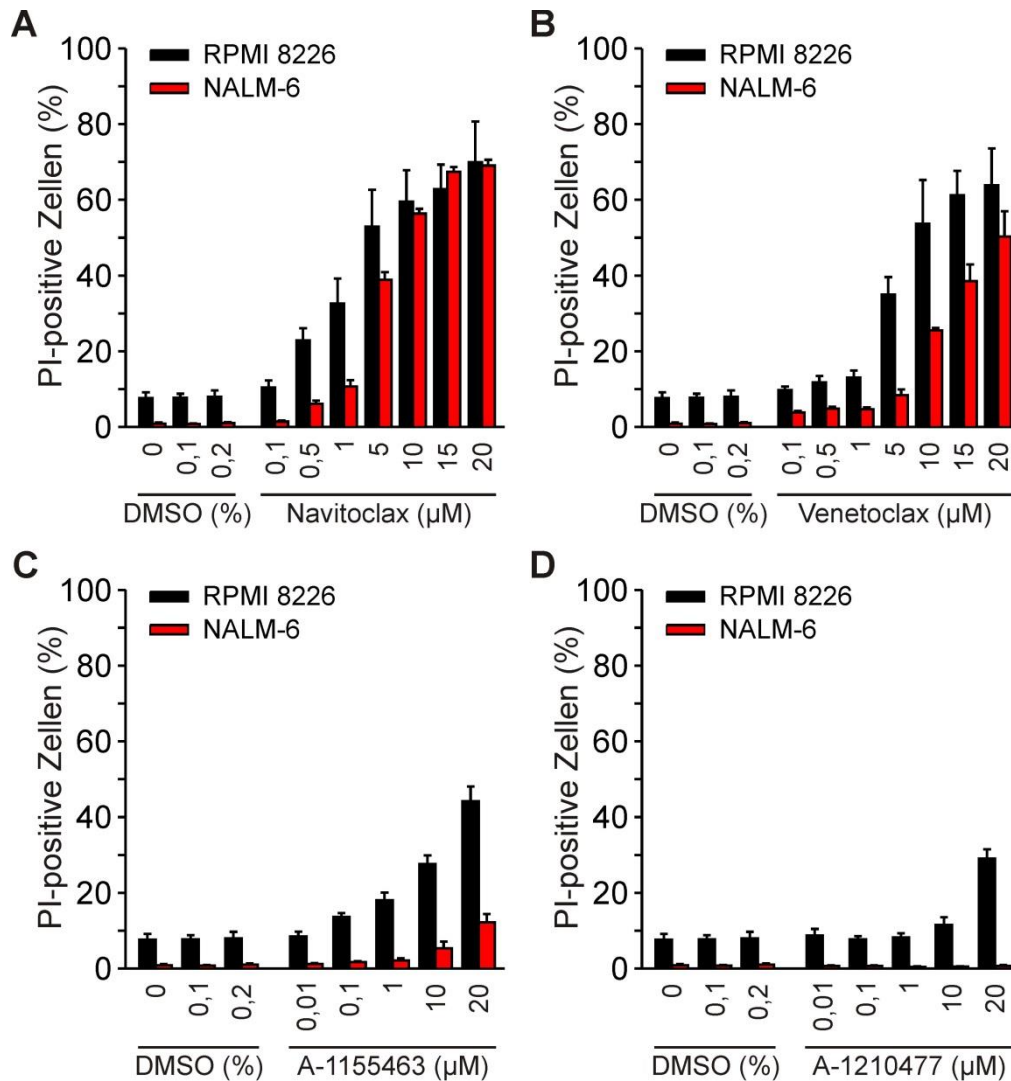 A
PI-positive Zellen (%)
100
80
60
40
20
0
RPMI 8226
NALM-6
0 0,1 0,2 0,1 0,5 1 5 10 15 20
DMSO (%) Navitoclax (µM)
B
PI-positive Zellen (%)
100
80
60
40
20
0
RPMI 8226
NALM-6
0 0,1 0,2 0,1 0,5 1 5 10 15 20
DMSO (%) Venetoclax (µM)
C
PI-positive Zellen (%)
100
80
60
40
20
0
RPMI 8226
NALM-6
0 0,1 0,2 0,01 0,1 1 10 20
DMSO (%) A-1155463 (µM)
D
PI-positive Zellen (%)
100
80
60
40
20
0
RPMI 8226
NALM-6
0 0,1 0,2 0,01 0,1 1 10 20
DMSO (%) A-1210477 (µM)